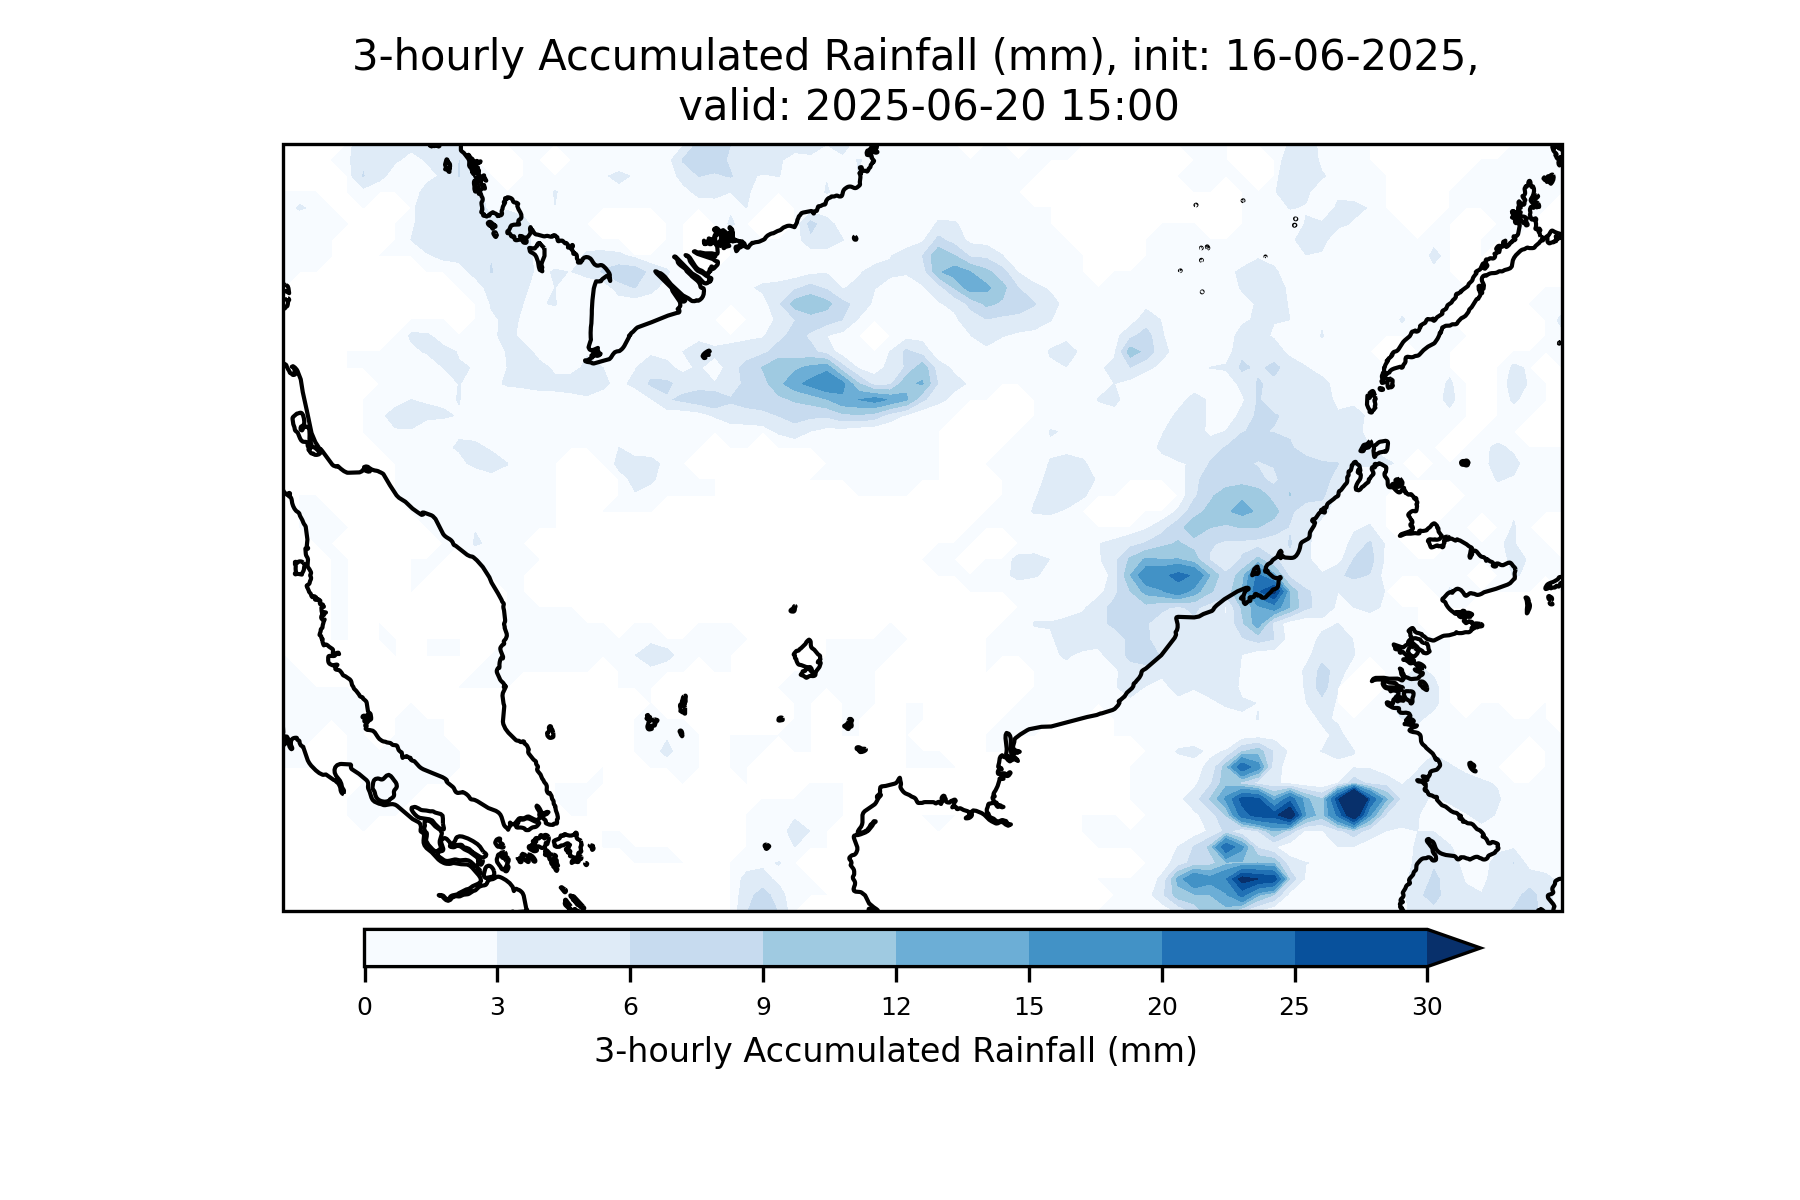 3-hourly Accumulated Rainfall (mm), init: 16-06-2025,
valid: 2025-06-20 15:00
0 3 6 9 12 15 20 25 30
3-hourly Accumulated Rainfall (mm)